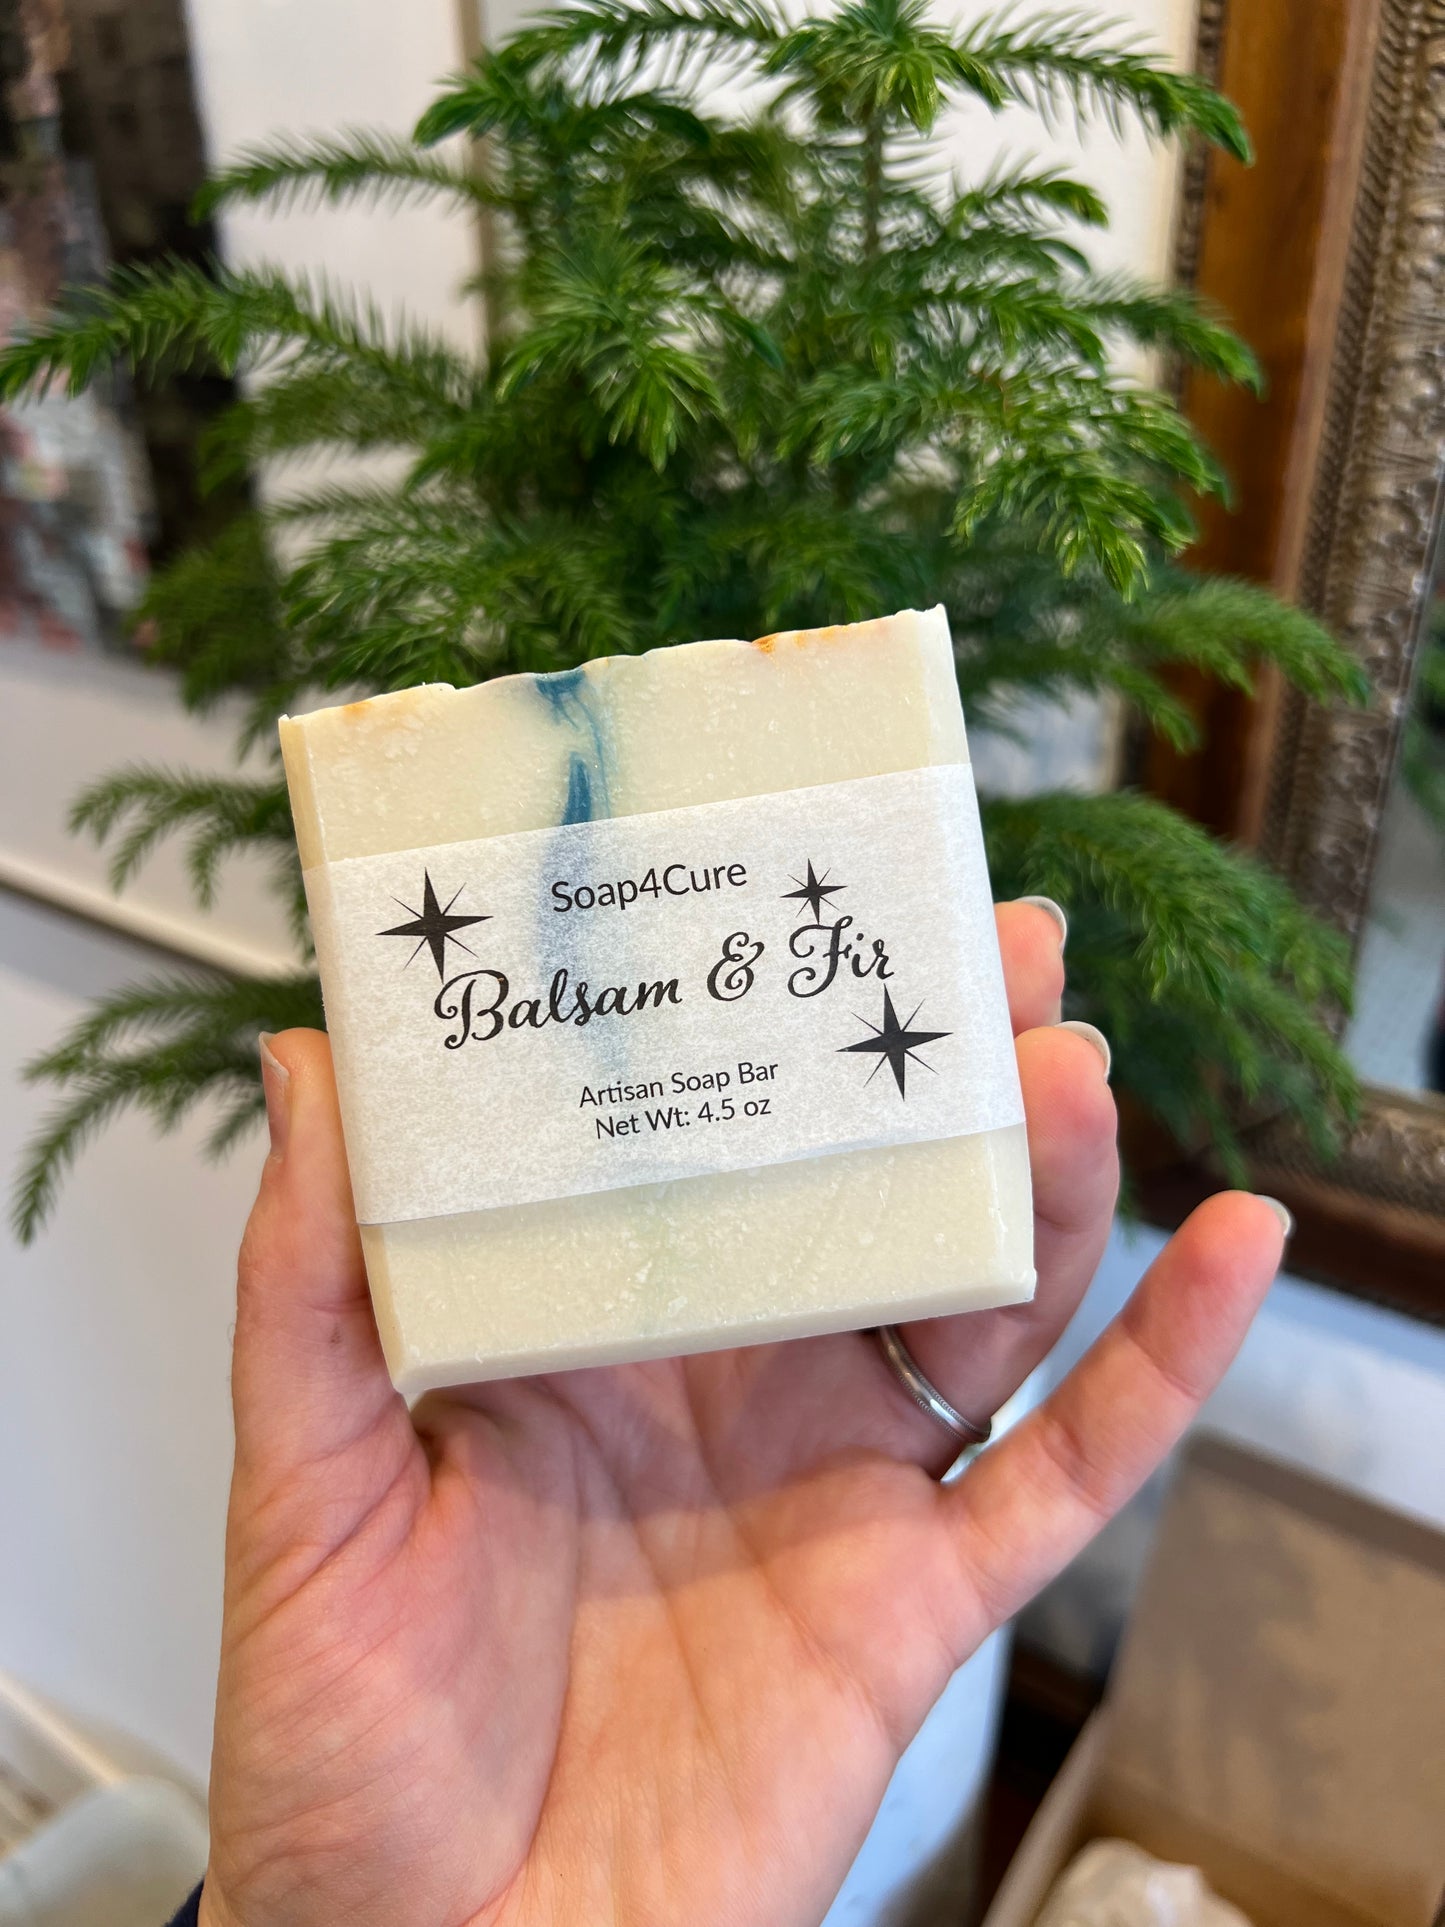 Soap4Cure
Balsam & Fir
Artisan Soap Bar
Net Wt: 4.5 oz